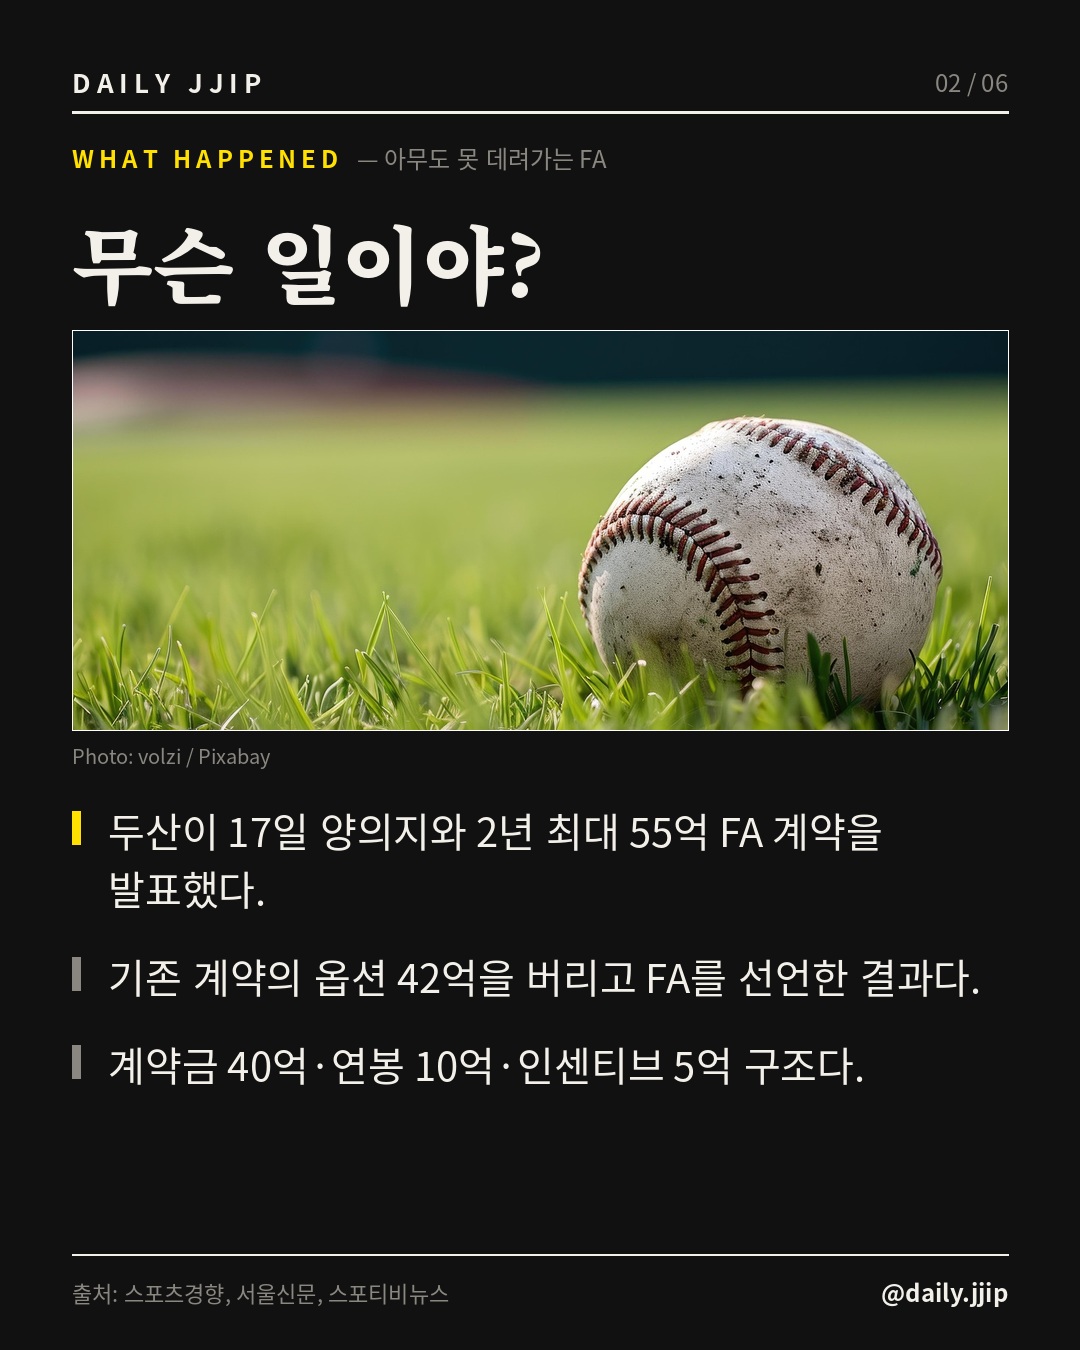 DAILY JJIP
02 / 06
WHAT HAPPENED — 아무도 못 데려가는 FA
무슨 일이야?
Photo: volzi / Pixabay
두산이 17일 양의지와 2년 최대 55억 FA 계약을
발표했다.
기존 계약의 옵션 42억을 버리고 FA를 선언한 결과다.
계약금 40억·연봉 10억·인센티브 5억 구조다.
출처: 스포츠경향, 서울신문, 스포티비뉴스
@daily.jjip